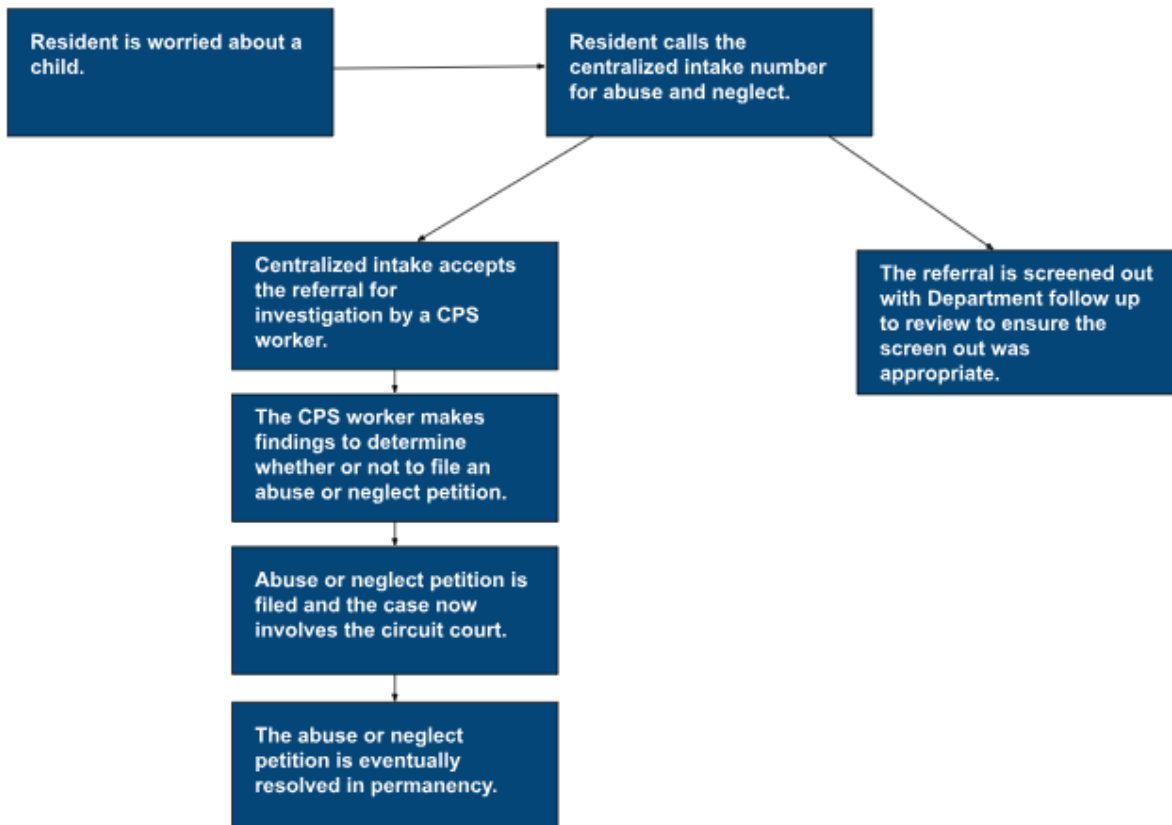 Resident is worried about a
child.
Resident calls the
centralized intake number
for abuse and neglect.
Centralized intake accepts
the referral for
investigation by a CPS
worker.
The referral is screened out
with Department follow up
to review to ensure the
screen out was
appropriate.
The CPS worker makes
findings to determine
whether or not to file an
abuse or neglect petition.
Abuse or neglect petition is
filed and the case now
involves the circuit court.
The abuse or neglect
petition is eventually
resolved in permanency.